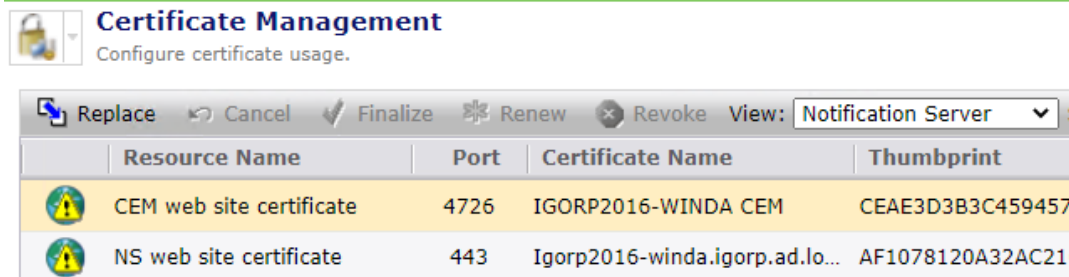 Certificate Management
Configure certificate usage.
Replace Cancel Finalize Renew Revoke View: Notification Server
Resource Name Port Certificate Name Thumbprint
CEM web site certificate 4726 IGORP2016-WINDA CEM CEAE3D3B3C459457
NS web site certificate 443 Igorp2016-winda.igorp.ad.lo... AF1078120A32AC21